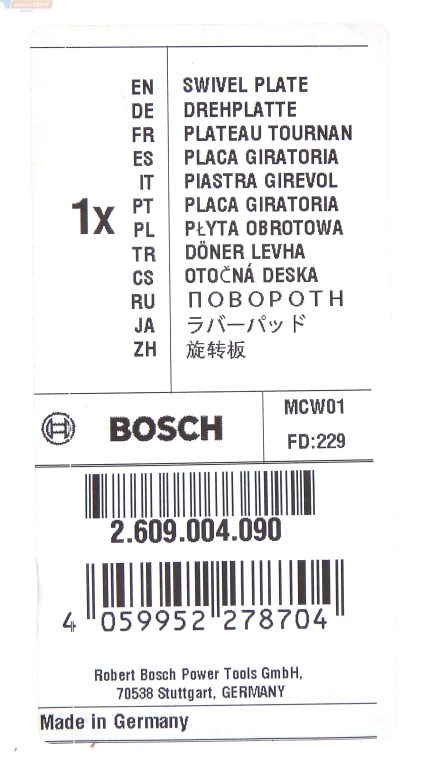 1x
EN SWIVEL PLATE
DE DREHPLATTE
FR PLATEAU TOURNAN
ES PLACA GIRATORIA
IT PIASTRA GIREVOL
PT PLACA GIRATORIA
PL PŁYTA OBROTOWA
TR DÖNER LEVHA
CS OTOČNÁ DESKA
RU ПОВОРОТН
JA ラバーパッド
ZH 旋转板
BOSCH
MCW01
FD:229
2.609.004.090
4 059952 278704
Robert Bosch Power Tools GmbH,
70538 Stuttgart, GERMANY
Made in Germany